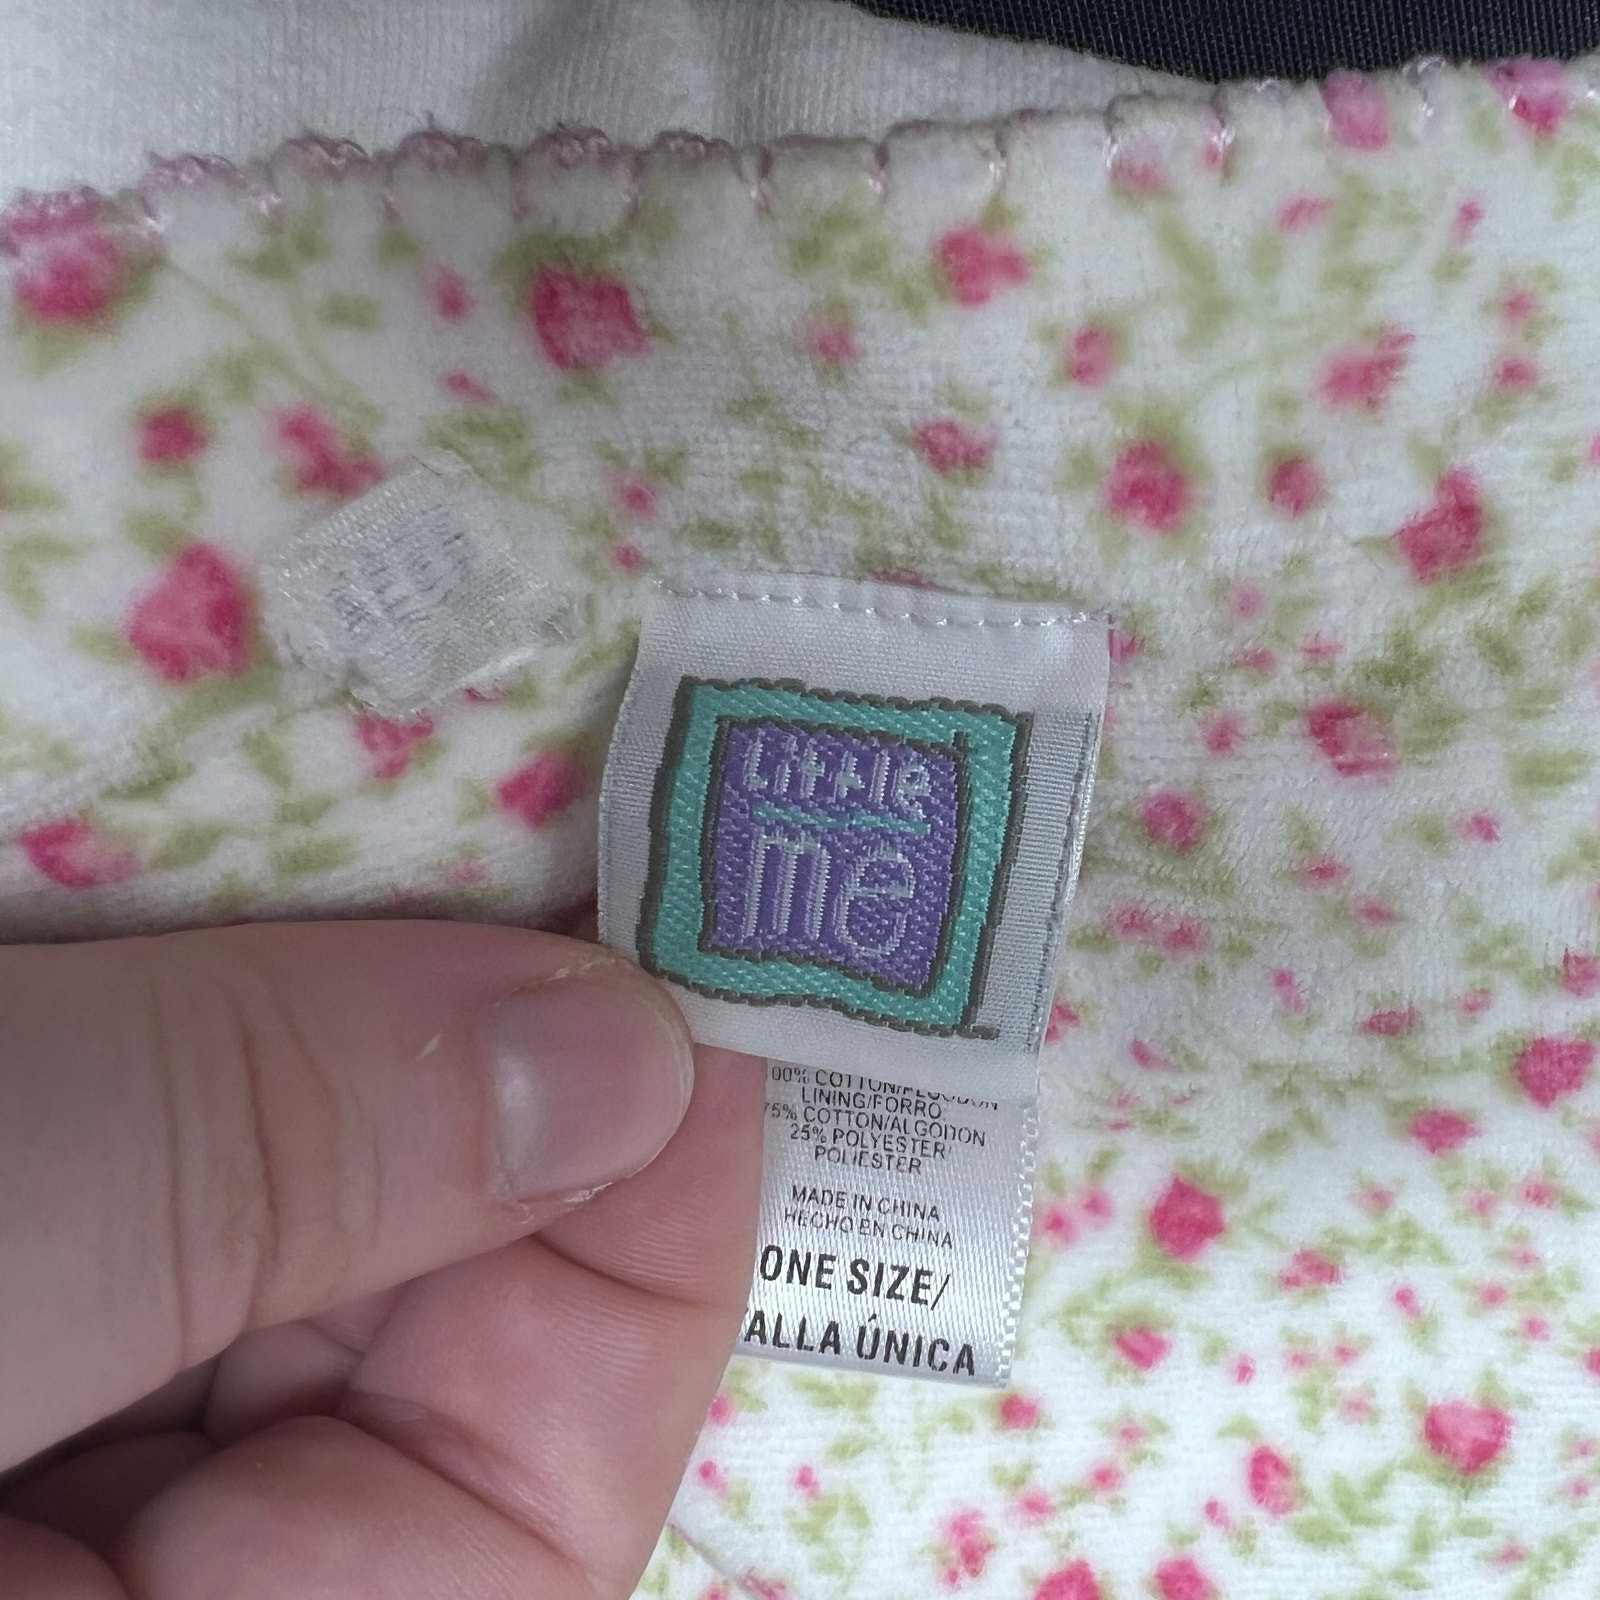 Little
me
00% COTTON/ALGODON
LINING/FORRO
75% COTTON/ALGODON
25% POLYESTER/
POLIESTER
MADE IN CHINA
HECHO EN CHINA
ONE SIZE/
ALLA ÚNICA